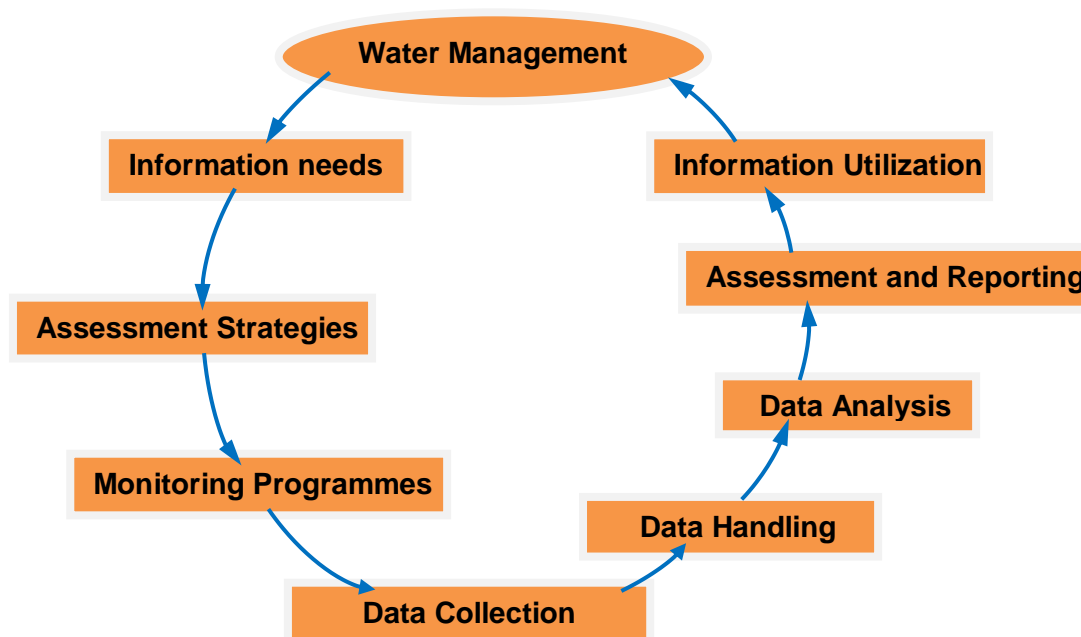 Water Management
Information needs
Information Utilization
Assessment and Reporting
Assessment Strategies
Data Analysis
Monitoring Programmes
Data Handling
Data Collection